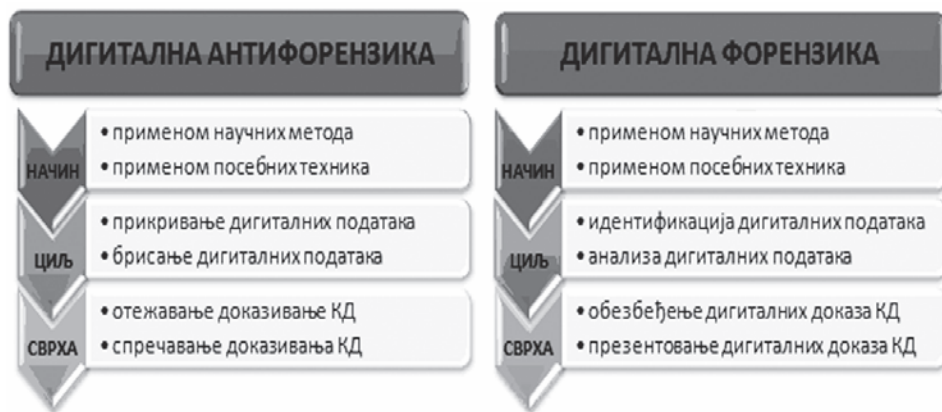 ДИГИТАЛНА АНТИФОРЕНЗИКА
НАЧИН
• применом научних метода
• применом посебних техника
ЦИЉ
• прикривање дигиталних података
• брисање дигиталних података
СВРХА
• отежавање доказивање КД
• спречавање доказивања КД
ДИГИТАЛНА ФОРЕНЗИКА
НАЧИН
• применом научних метода
• применом посебних техника
ЦИЉ
• идентификација дигиталних података
• анализа дигиталних података
СВРХА
• обезбеђење дигиталних доказа КД
• презентовање дигиталних доказа КД